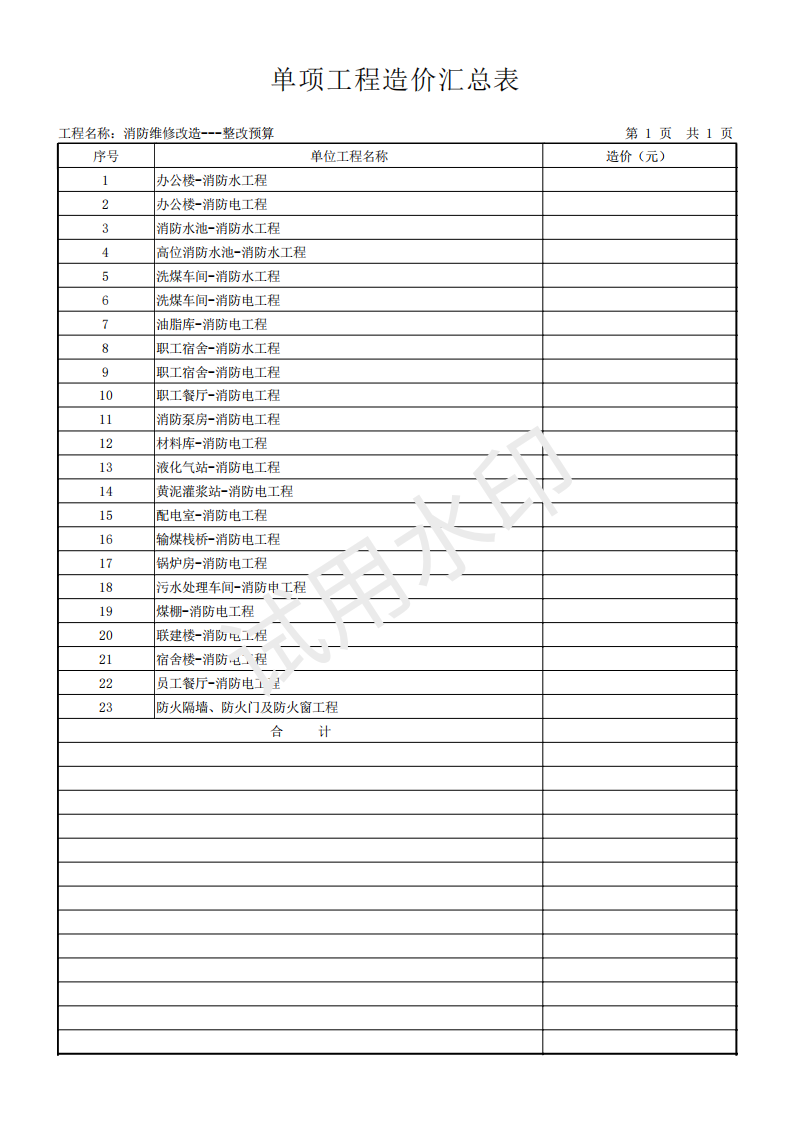 单项工程造价汇总表
工程名称：消防维修改造---整改预算 第 1 页 共 1 页
序号 单位工程名称 造价（元）
1 办公楼-消防水工程
2 办公楼-消防电工程
3 消防水池-消防水工程
4 高位消防水池-消防水工程
5 洗煤车间-消防水工程
6 洗煤车间-消防电工程
7 油脂库-消防电工程
8 职工宿舍-消防水工程
9 职工宿舍-消防电工程
10 职工餐厅-消防电工程
11 消防泵房-消防电工程
12 材料库-消防电工程
13 液化气站-消防电工程
14 黄泥灌浆站-消防电工程
15 配电室-消防电工程
16 输煤栈桥-消防电工程
17 锅炉房-消防电工程
18 污水处理车间-消防电工程
19 煤棚-消防电工程
20 联建楼-消防电工程
21 宿舍楼-消防电工程
22 员工餐厅-消防电工程
23 防火隔墙、防火门及防火窗工程
合 计
试用水印